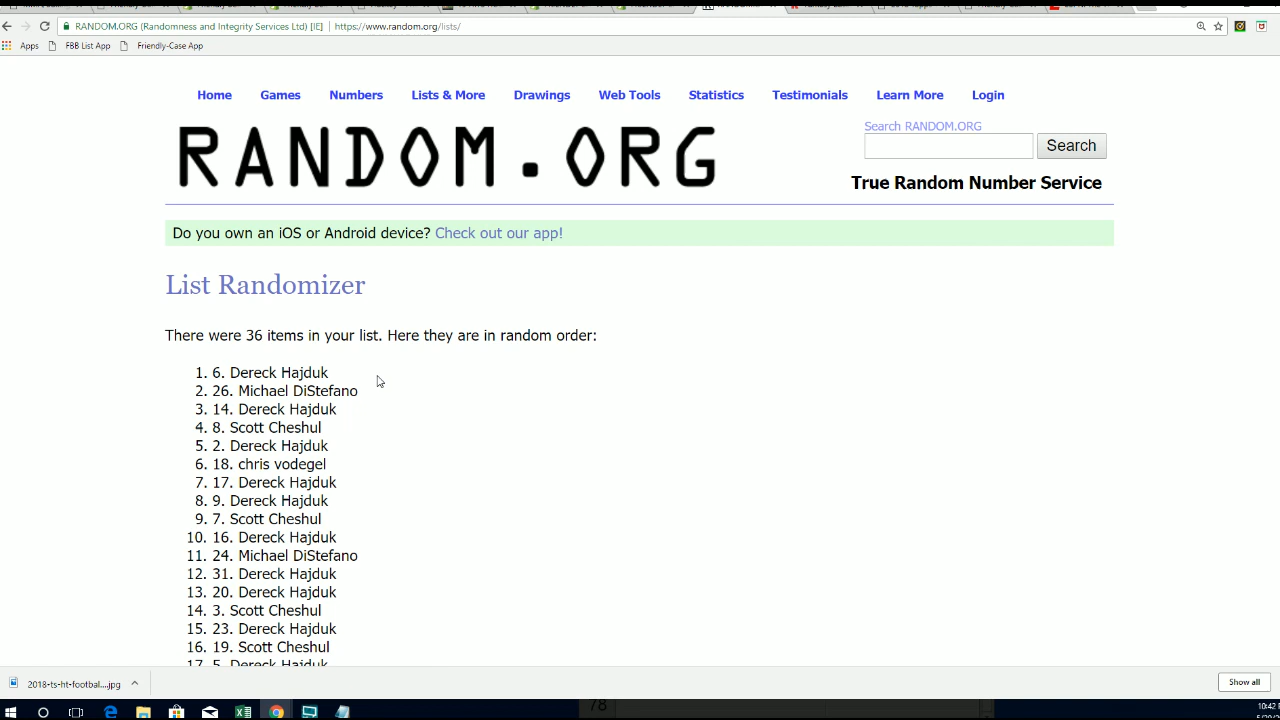 RANDOM.ORG (Randomness and Integrity Services Ltd) [IE] | https://www.random.org/lists/
Apps FBB List App Friendly-Case App
Home Games Numbers Lists & More Drawings Web Tools Statistics Testimonials Learn More Login
RANDOM.ORG
Search RANDOM.ORG
Search
True Random Number Service
Do you own an iOS or Android device? Check out our app!
List Randomizer
There were 36 items in your list. Here they are in random order:
1. 6. Dereck Hajduk
2. 26. Michael DiStefano
3. 14. Dereck Hajduk
4. 8. Scott Cheshul
5. 2. Dereck Hajduk
6. 18. chris vodegel
7. 17. Dereck Hajduk
8. 9. Dereck Hajduk
9. 7. Scott Cheshul
10. 16. Dereck Hajduk
11. 24. Michael DiStefano
12. 31. Dereck Hajduk
13. 20. Dereck Hajduk
14. 3. Scott Cheshul
15. 23. Dereck Hajduk
16. 19. Scott Cheshul
17. 5. Dereck Hajduk
2018-ts-ht-footbal....jpg
Show all
78
10:42